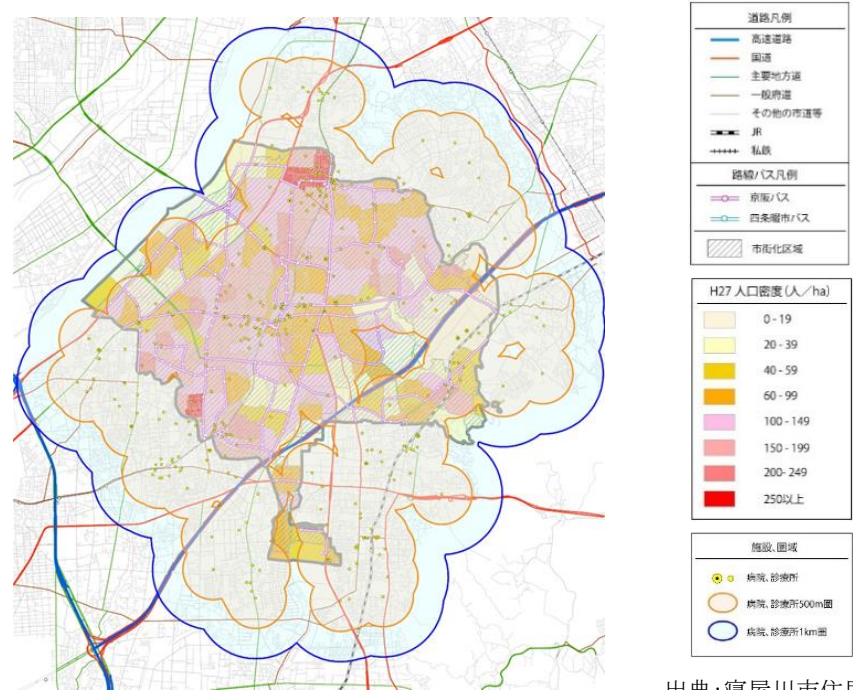 道路凡例
高速道路
国道
主要地方道
一般府道
その他の市道等
JR
私鉄
路線バス凡例
京阪バス
四条畷市バス
市街化区域
H27 人口密度(人/ha)
0 - 19
20 - 39
40 - 59
60 - 99
100 - 149
150 - 199
200- 249
250以上
施設、圏域
病院、診療所
病院、診療所500m圏
病院、診療所1km圏
出典:寝屋川市住